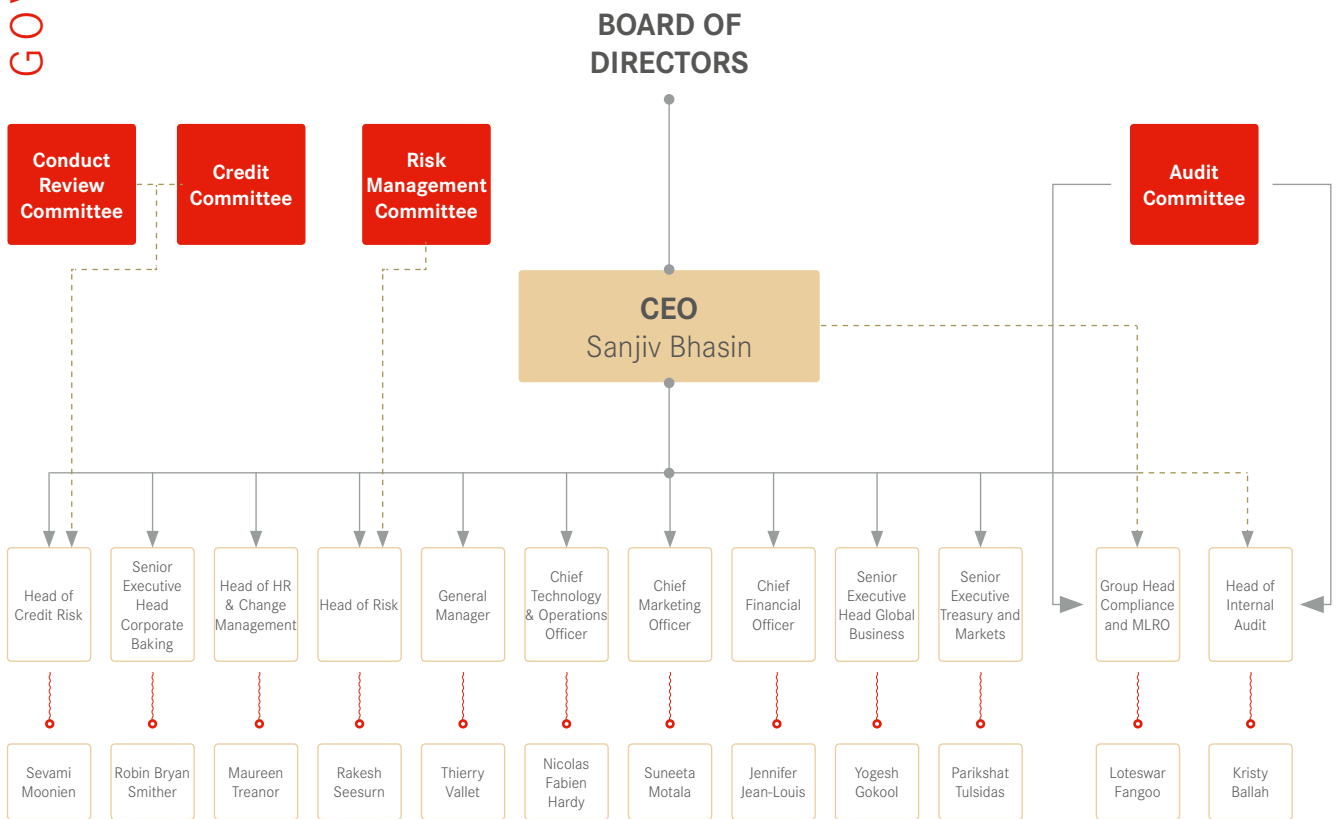 GOV
BOARD OF
DIRECTORS
Conduct
Review
Committee
Credit
Committee
Risk
Management
Committee
Audit
Committee
CEO
Sanjiv Bhasin
Head of
Credit Risk
Senior
Executive
Head
Corporate
Baking
Head of HR
& Change
Management
Head of Risk
General
Manager
Chief
Technology
& Operations
Officer
Chief
Marketing
Officer
Chief
Financial
Officer
Senior
Executive
Head Global
Business
Senior
Executive
Treasury and
Markets
Group Head
Compliance
and MLRO
Head of
Internal
Audit
Sevami
Moonien
Robin Bryan
Smither
Maureen
Treanor
Rakesh
Seesurn
Thierry
Vallet
Nicolas
Fabien
Hardy
Suneeta
Motala
Jennifer
Jean-Louis
Yogesh
Gokool
Parikshat
Tulsidas
Loteswar
Fangoo
Kristy
Ballah